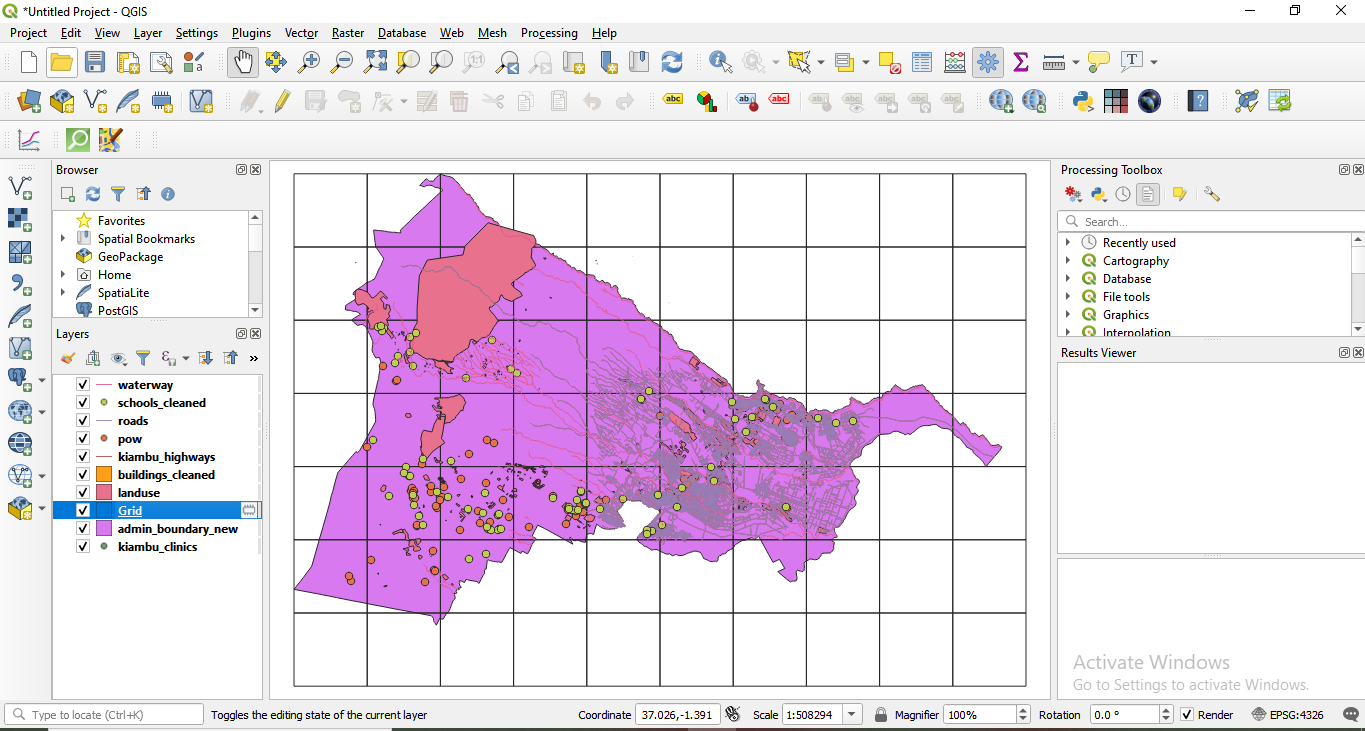 *Untitled Project - QGIS
Project Edit View Layer Settings Plugins Vector Raster Database Web Mesh Processing Help
Browser
Favorites
Spatial Bookmarks
GeoPackage
Home
SpatiaLite
PostGIS
Layers
waterway
schools_cleaned
roads
pow
kiambu_highways
buildings_cleaned
landuse
Grid
admin_boundary_new
kiambu_clinics
Processing Toolbox
Search...
Recently used
Cartography
Database
File tools
Graphics
Interpolation
Results Viewer
Activate Windows
Go to Settings to activate Windows.
Type to locate (Ctrl+K) Toggles the editing state of the current layer Coordinate 37.026,-1.391 Scale 1:508294 Magnifier 100% Rotation 0.0 ° Render EPSG:4326